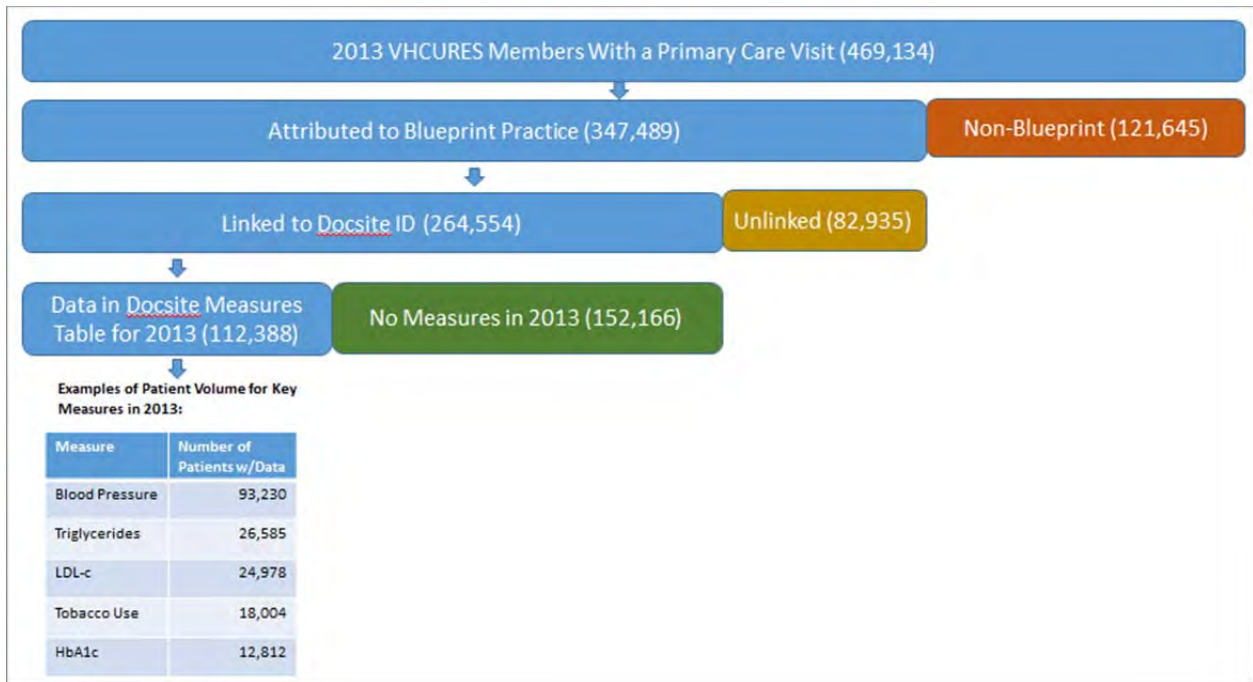 2013 VHCURES Members With a Primary Care Visit (469,134)
Attributed to Blueprint Practice (347,489)
Non-Blueprint (121,645)
Linked to Docsite ID (264,554)
Unlinked (82,935)
Data in Docsite Measures
Table for 2013 (112,388)
No Measures in 2013 (152,166)
Examples of Patient Volume for Key
Measures in 2013:
Measure Number of
Patients w/Data
Blood Pressure 93,230
Triglycerides 26,585
LDL-c 24,978
Tobacco Use 18,004
HbA1c 12,812